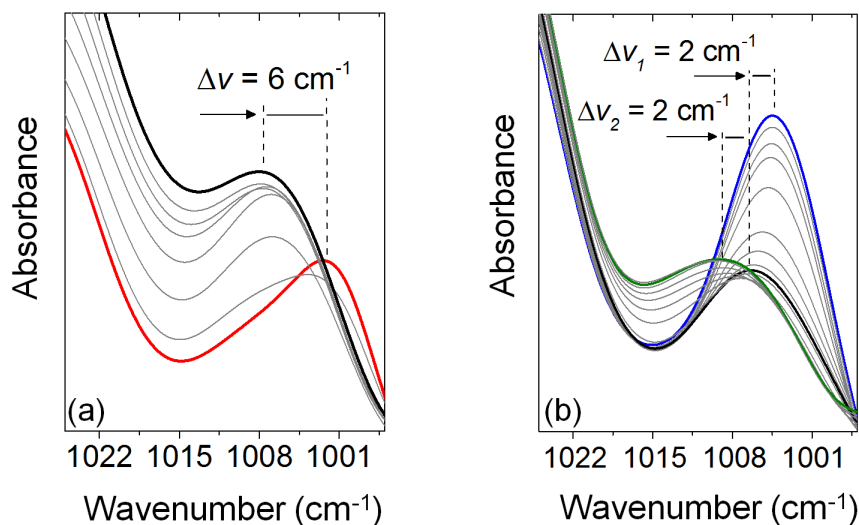 Δν = 6 cm⁻¹
Absorbance
(a)
1022 1015 1008 1001
Wavenumber (cm⁻¹)
Δν₁ = 2 cm⁻¹
Δν₂ = 2 cm⁻¹
Absorbance
(b)
1022 1015 1008 1001
Wavenumber (cm⁻¹)